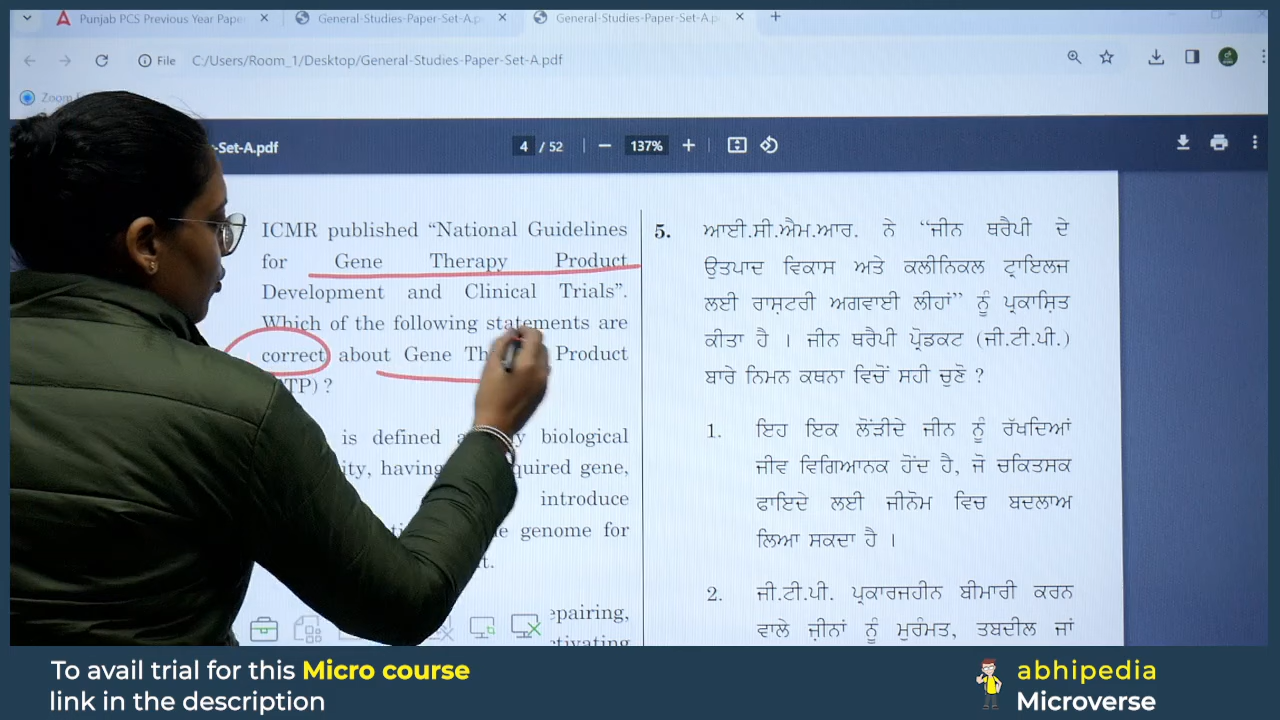 Punjab PCS Previous Year Paper
General-Studies-Paper-Set-A.p
General-Studies-Paper-Set-A.p
File C:/Users/Room_1/Desktop/General-Studies-Paper-Set-A.pdf
Zoom
-Set-A.pdf
4 / 52
137%
ICMR published “National Guidelines
for Gene Therapy Product
Development and Clinical Trials”.
Which of the following statements are
correct about Gene Product
TP) ?
is defined biological
having quired gene,
introduce
genome for
epairing,
5. ਆਈ.ਸੀ.ਐਮ.ਆਰ. ਨੇ “ਜੀਨ ਥਰੈਪੀ ਦੇ
ਉਤਪਾਦ ਵਿਕਾਸ ਅਤੇ ਕਲੀਨਿਕਲ ਟ੍ਰਾਇਲਜ
ਲਈ ਰਾਸ਼ਟਰੀ ਅਗਵਾਈ ਲੀਹਾਂ” ਨੂੰ ਪ੍ਰਕਾਸ਼ਿਤ
ਕੀਤਾ ਹੈ । ਜੀਨ ਥਰੈਪੀ ਪ੍ਰੋਡਕਟ (ਜੀ.ਟੀ.ਪੀ.)
ਬਾਰੇ ਨਿਮਨ ਕਥਨਾ ਵਿਚੋਂ ਸਹੀ ਚੁਣੋ ?
1. ਇਹ ਇਕ ਲੋਂੜੀਦੇ ਜੀਨ ਨੂੰ ਰੱਖਦਿਆਂ
ਜੀਵ ਵਿਗਿਆਨਕ ਹੋਂਦ ਹੈ, ਜੋ ਚਕਿਤਸਕ
ਫਾਇਦੇ ਲਈ ਜੀਨੋਮ ਵਿਚ ਬਦਲਾਅ
ਲਿਆ ਸਕਦਾ ਹੈ ।
2. ਜੀ.ਟੀ.ਪੀ. ਪ੍ਰਕਾਰਜਹੀਨ ਬੀਮਾਰੀ ਕਰਨ
ਵਾਲੇ ਜ਼ੀਨਾਂ ਨੂੰ ਮੁਰੰਮਤ, ਤਬਦੀਲ ਜਾਂ
To avail trial for this Micro course
link in the description
abhipedia
Microverse